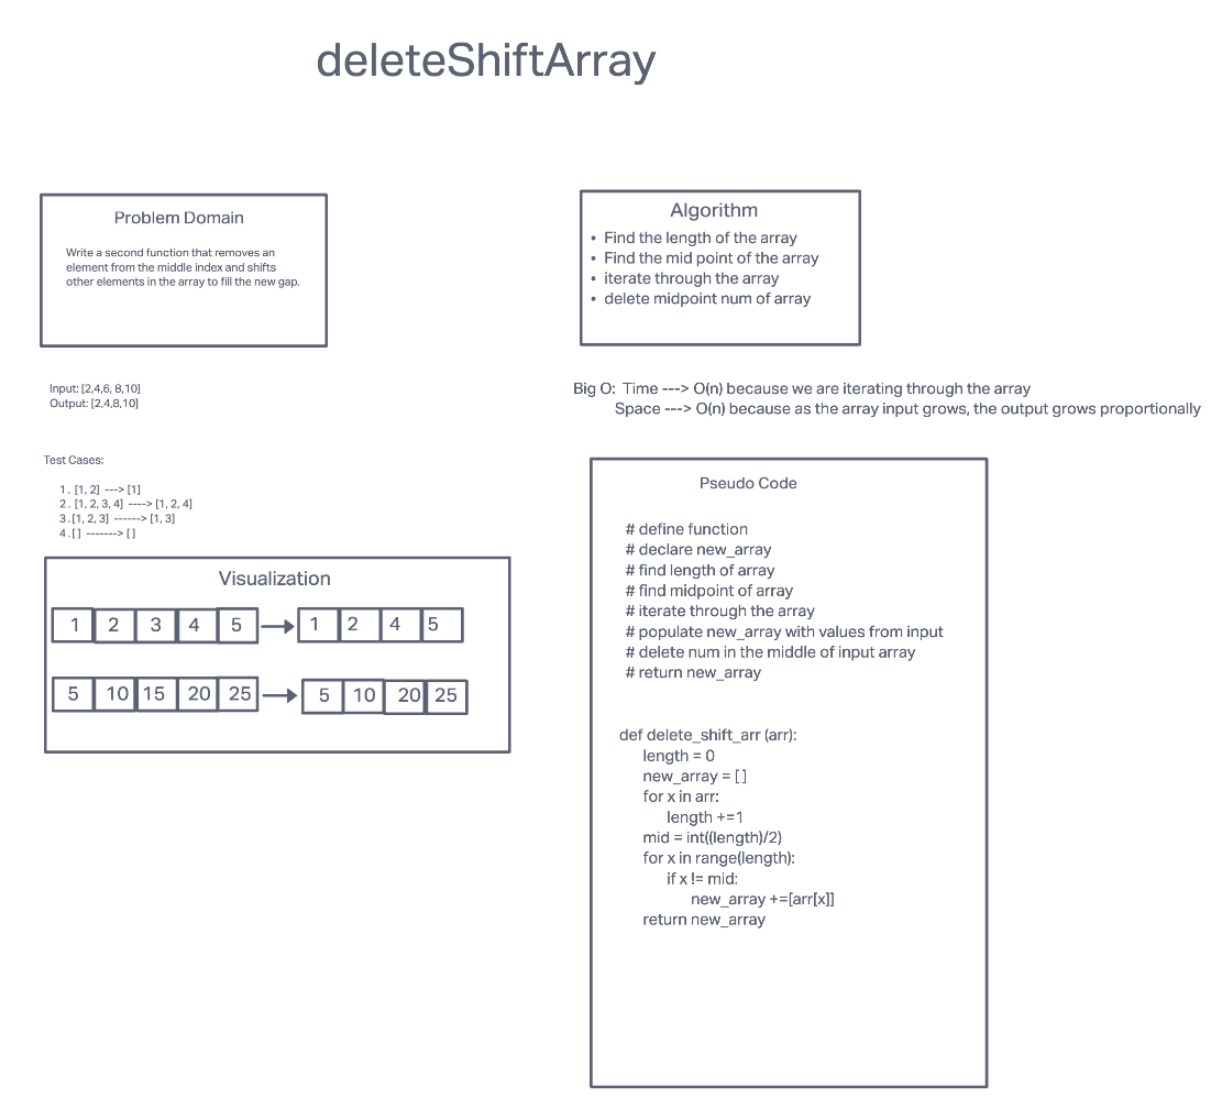 deleteShiftArray
Problem Domain
Write a second function that removes an
element from the middle index and shifts
other elements in the array to fill the new gap.
Input: [2,4,6, 8,10]
Output: [2,4,8,10]
Test Cases:
1. [1, 2] ---> [1]
2. [1, 2, 3, 4] ----> [1, 2, 4]
3.[1, 2, 3] ------> [1, 3]
4.[] -------> []
Visualization
1 2 3 4 5 1 2 4 5
5 10 15 20 25 5 10 20 25
Algorithm
• Find the length of the array
• Find the mid point of the array
• iterate through the array
• delete midpoint num of array
Big O: Time ---> O(n) because we are iterating through the array
Space ---> O(n) because as the array input grows, the output grows proportionally
Pseudo Code
# define function
# declare new_array
# find length of array
# find midpoint of array
# iterate through the array
# populate new_array with values from input
# delete num in the middle of input array
# return new_array
def delete_shift_arr (arr):
length = 0
new_array = []
for x in arr:
length +=1
mid = int((length)/2)
for x in range(length):
if x != mid:
new_array +=[arr[x]]
return new_array